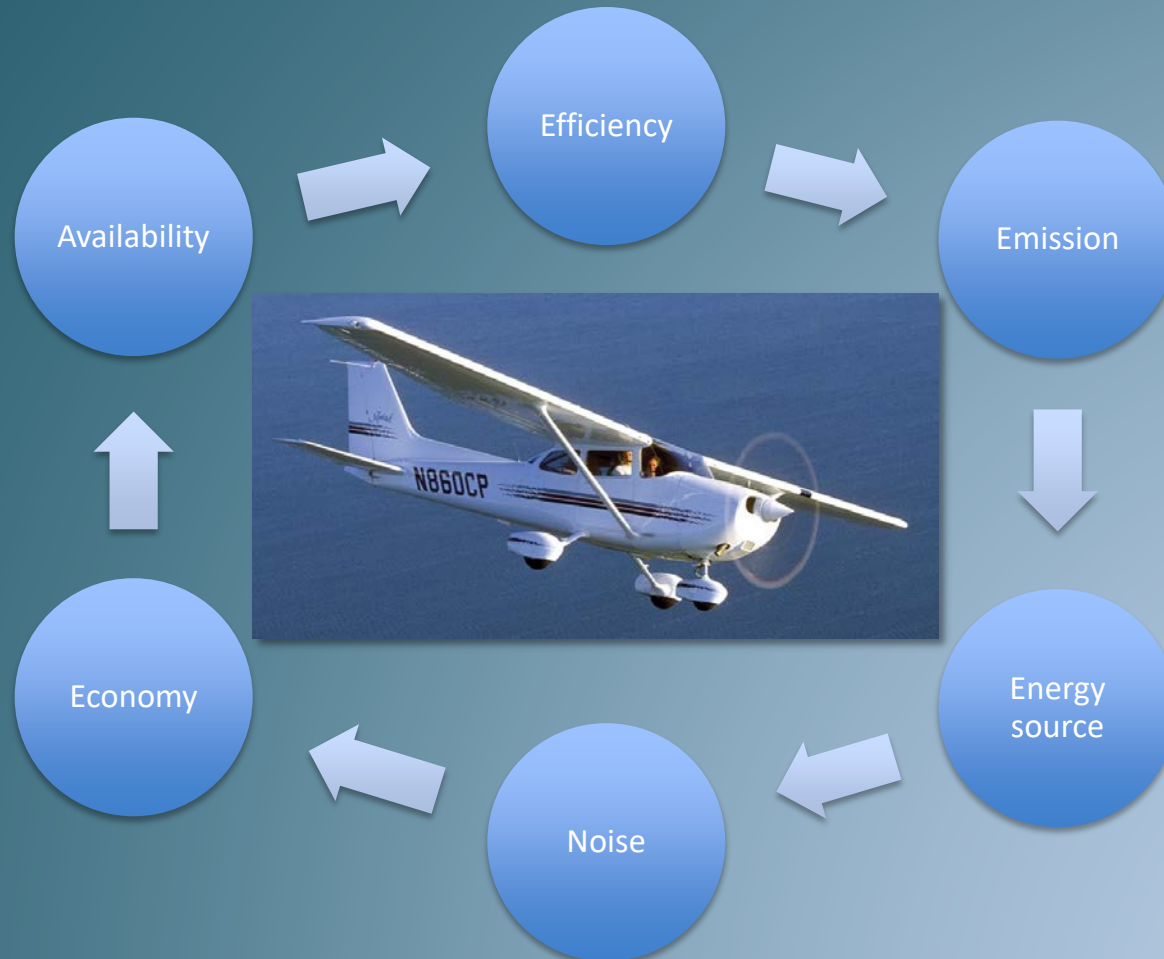 Efficiency
Availability
Emission
N860CP
Economy
Energy
source
Noise